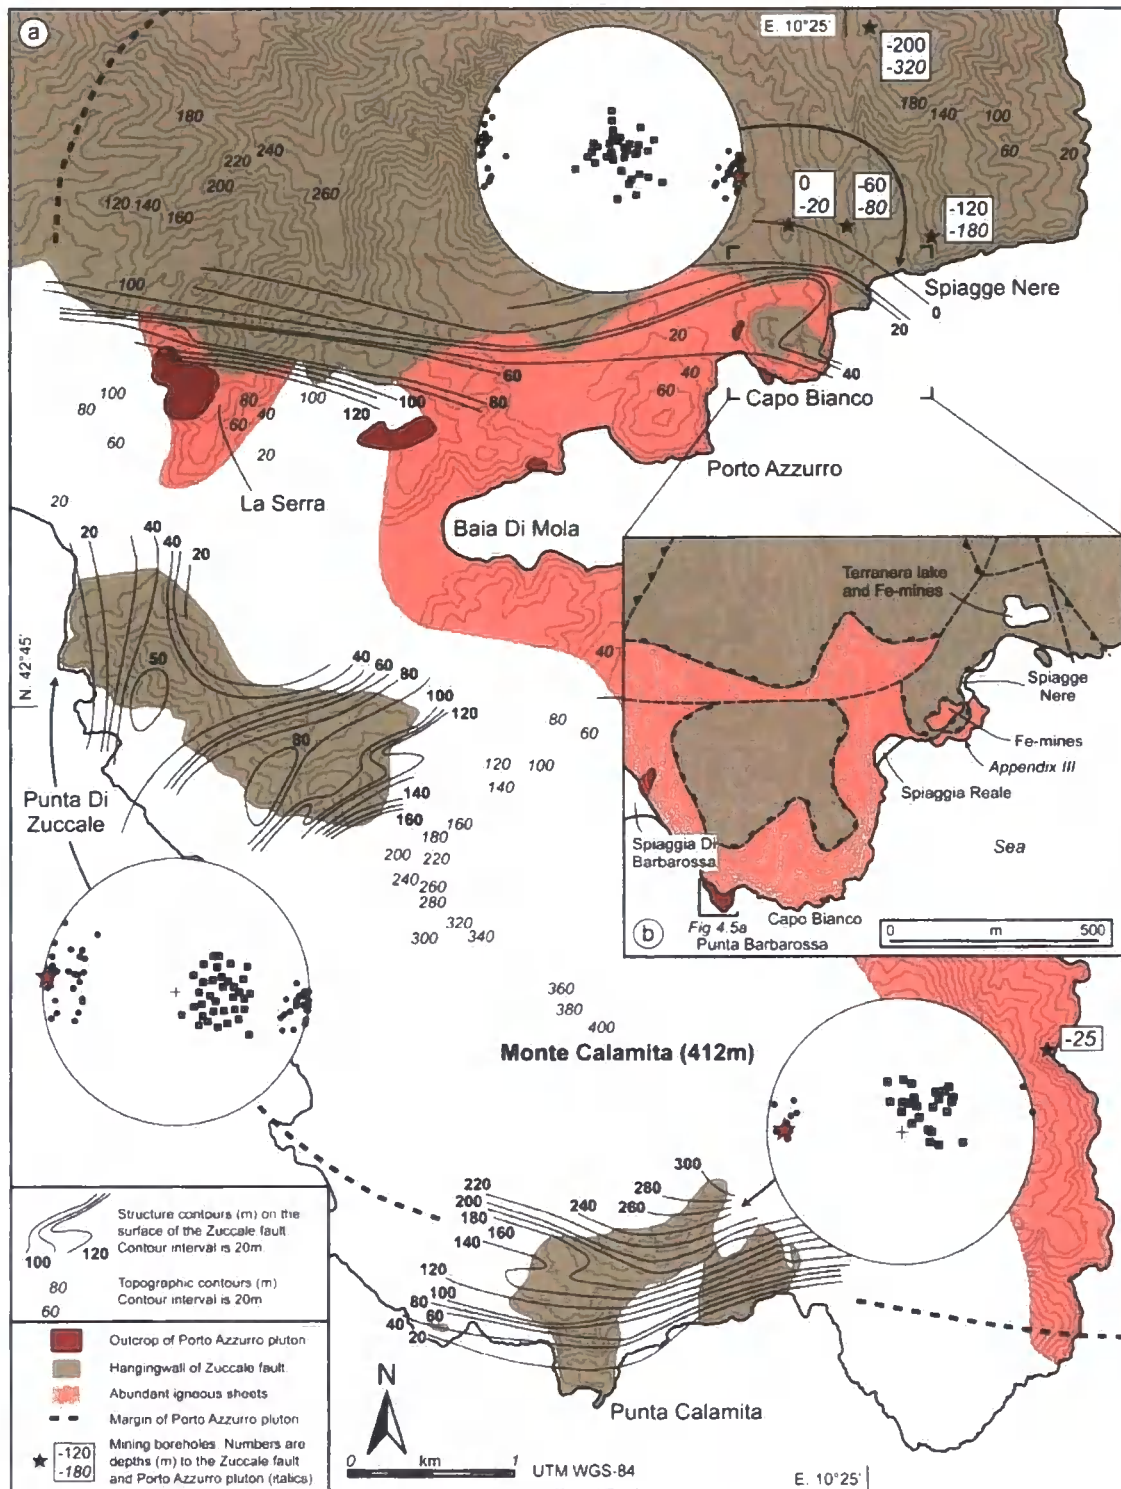 a
E. 10°25'
-200
-320
180
140
100
60
20
180
240
220
200
260
120
140
160
0
-20
-60
-80
-120
-180
Spiagge Nere
0
20
100
20
40
60
40
60
100
80
120
Capo Bianco
100
80
60
80
40
60
20
100
Porto Azzurro
La Serra
Baia Di Mola
20
20
40
40
20
N. 42°45'
50
40
60
80
100
120
80
40
80
60
120
100
140
140
160
180
160
200
220
240
260
280
320
300
340
Punta Di
Zuccale
Terranera lake
and Fe-mines
Spiagge
Nere
Fe-mines
Appendix III
Spiaggia Reale
Spiaggia Di
Barbarossa
Sea
Fig 4.5a
Capo Bianco
Punta Barbarossa
b
0 m 500
360
380
400
Monte Calamita (412m)
-25
300
280
260
240
220
200
180
160
140
120
100
80
60
40
20
Punta Calamita
100
120
Structure contours (m) on the
surface of the Zuccale fault.
Contour interval is 20m
80
60
Topographic contours (m)
Contour interval is 20m
Outcrop of Porto Azzurro pluton
Hangingwall of Zuccale fault
Abundant igneous sheets
Margin of Porto Azzurro pluton
-120
-180
Mining boreholes. Numbers are
depths (m) to the Zuccale fault
and Porto Azzurro pluton (italics)
N
0 km 1
UTM WGS-84
E. 10°25'